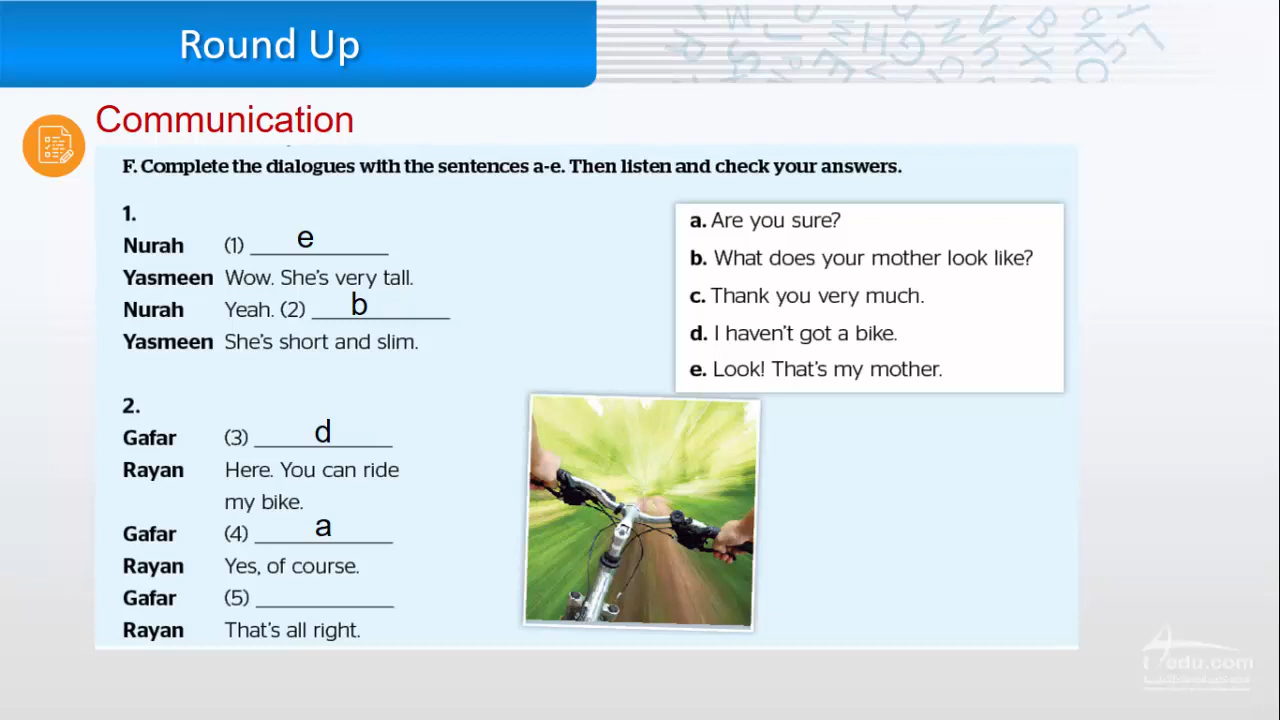 Round Up
Communication
F. Complete the dialogues with the sentences a-e. Then listen and check your answers.
1.
Nurah (1) e
Yasmeen Wow. She's very tall.
Nurah Yeah. (2) b
Yasmeen She's short and slim.
a. Are you sure?
b. What does your mother look like?
c. Thank you very much.
d. I haven't got a bike.
e. Look! That's my mother.
2.
Gafar (3) d
Rayan Here. You can ride
my bike.
Gafar (4) a
Rayan Yes, of course.
Gafar (5)
Rayan That's all right.
t4edu.com